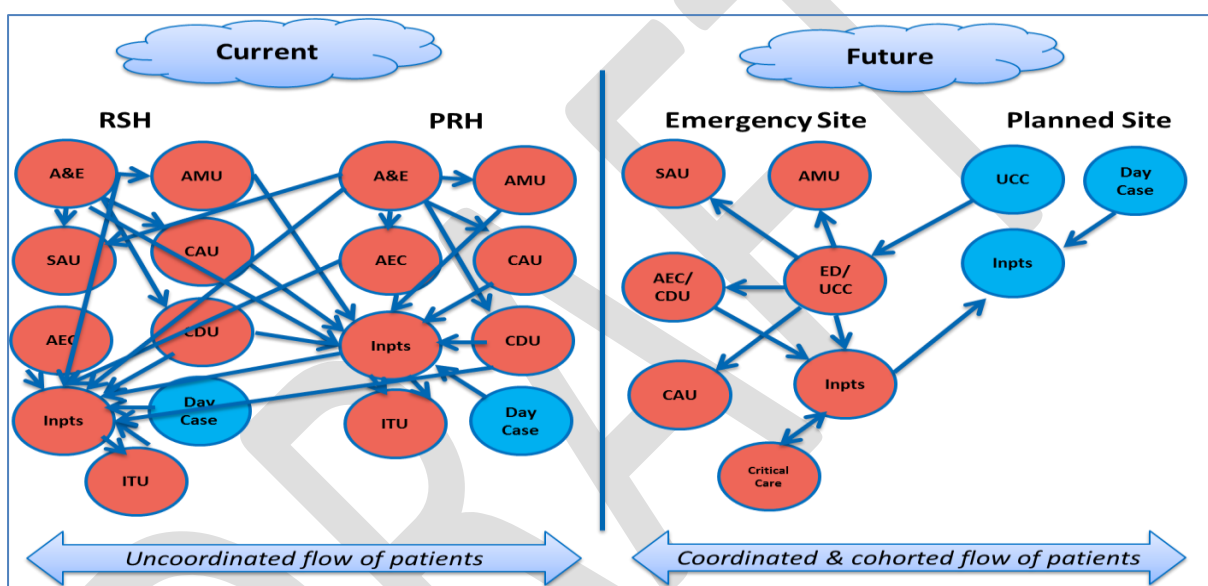 Current
RSH
PRH
A&E
AMU
A&E
AMU
SAU
CAU
AEC
CAU
AEC
CDU
Inpts
CDU
Inpts
Day
Case
ITU
Day
Case
ITU
Uncoordinated flow of patients
Future
Emergency Site
Planned Site
SAU
AMU
UCC
Day
Case
AEC/
CDU
ED/
UCC
Inpts
CAU
Inpts
Critical
Care
Coordinated & cohorted flow of patients
DRAFT